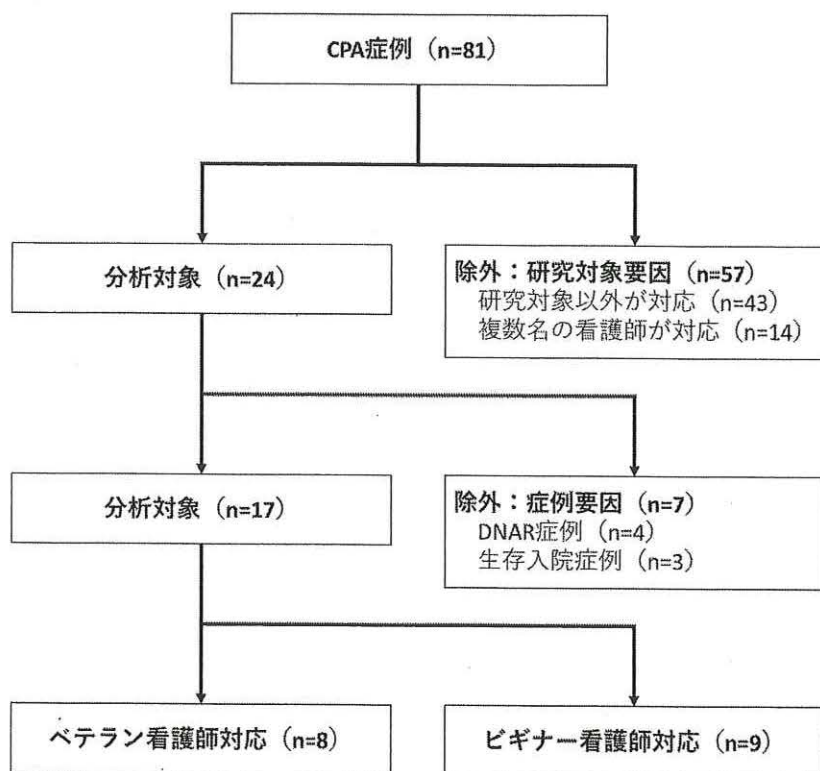 CPA症例（n=81）
分析対象（n=24）
除外：研究対象要因（n=57）
研究対象以外が対応（n=43）
複数名の看護師が対応（n=14）
分析対象（n=17）
除外：症例要因（n=7）
DNAR症例（n=4）
生存入院症例（n=3）
ベテラン看護師対応（n=8）
ビギナー看護師対応（n=9）